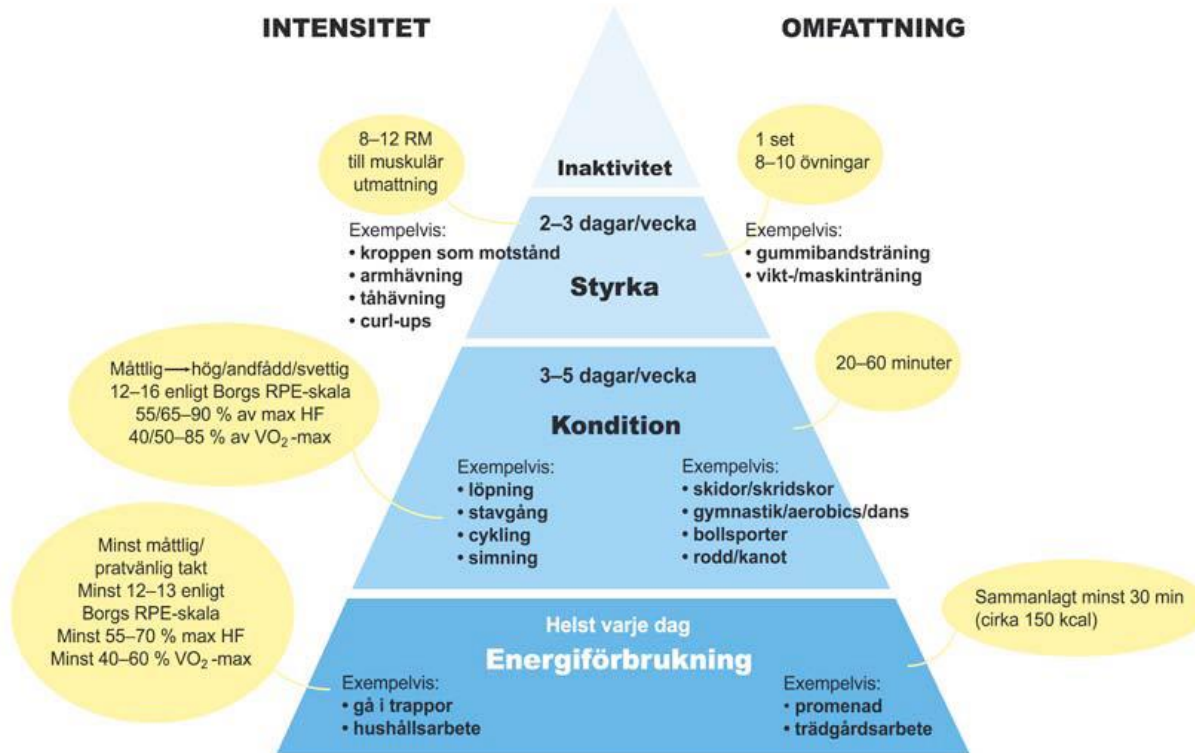 INTENSITET
OMFATTNING
8–12 RM
till muskulär
utmattning
1 set
8–10 övningar
Inaktivitet
2–3 dagar/vecka
Styrka
Exempelvis:
• kroppen som motstånd
• armhävning
• tåhävning
• curl-ups
Exempelvis:
• gummibandsträning
• vikt-/maskinträning
Måttlig→hög/andfådd/svettig
12–16 enligt Borgs RPE-skala
55/65–90 % av max HF
40/50–85 % av VO₂-max
20–60 minuter
3–5 dagar/vecka
Kondition
Exempelvis:
• löpning
• stavgång
• cykling
• simning
Exempelvis:
• skidor/skridskor
• gymnastik/aerobics/dans
• bollsporter
• rodd/kanot
Minst måttlig/
pratvänlig takt
Minst 12–13 enligt
Borgs RPE-skala
Minst 55–70 % max HF
Minst 40–60 % VO₂-max
Sammanlagt minst 30 min
(cirka 150 kcal)
Helst varje dag
Energiförbrukning
Exempelvis:
• gå i trappor
• hushållsarbete
Exempelvis:
• promenad
• trädgårdsarbete